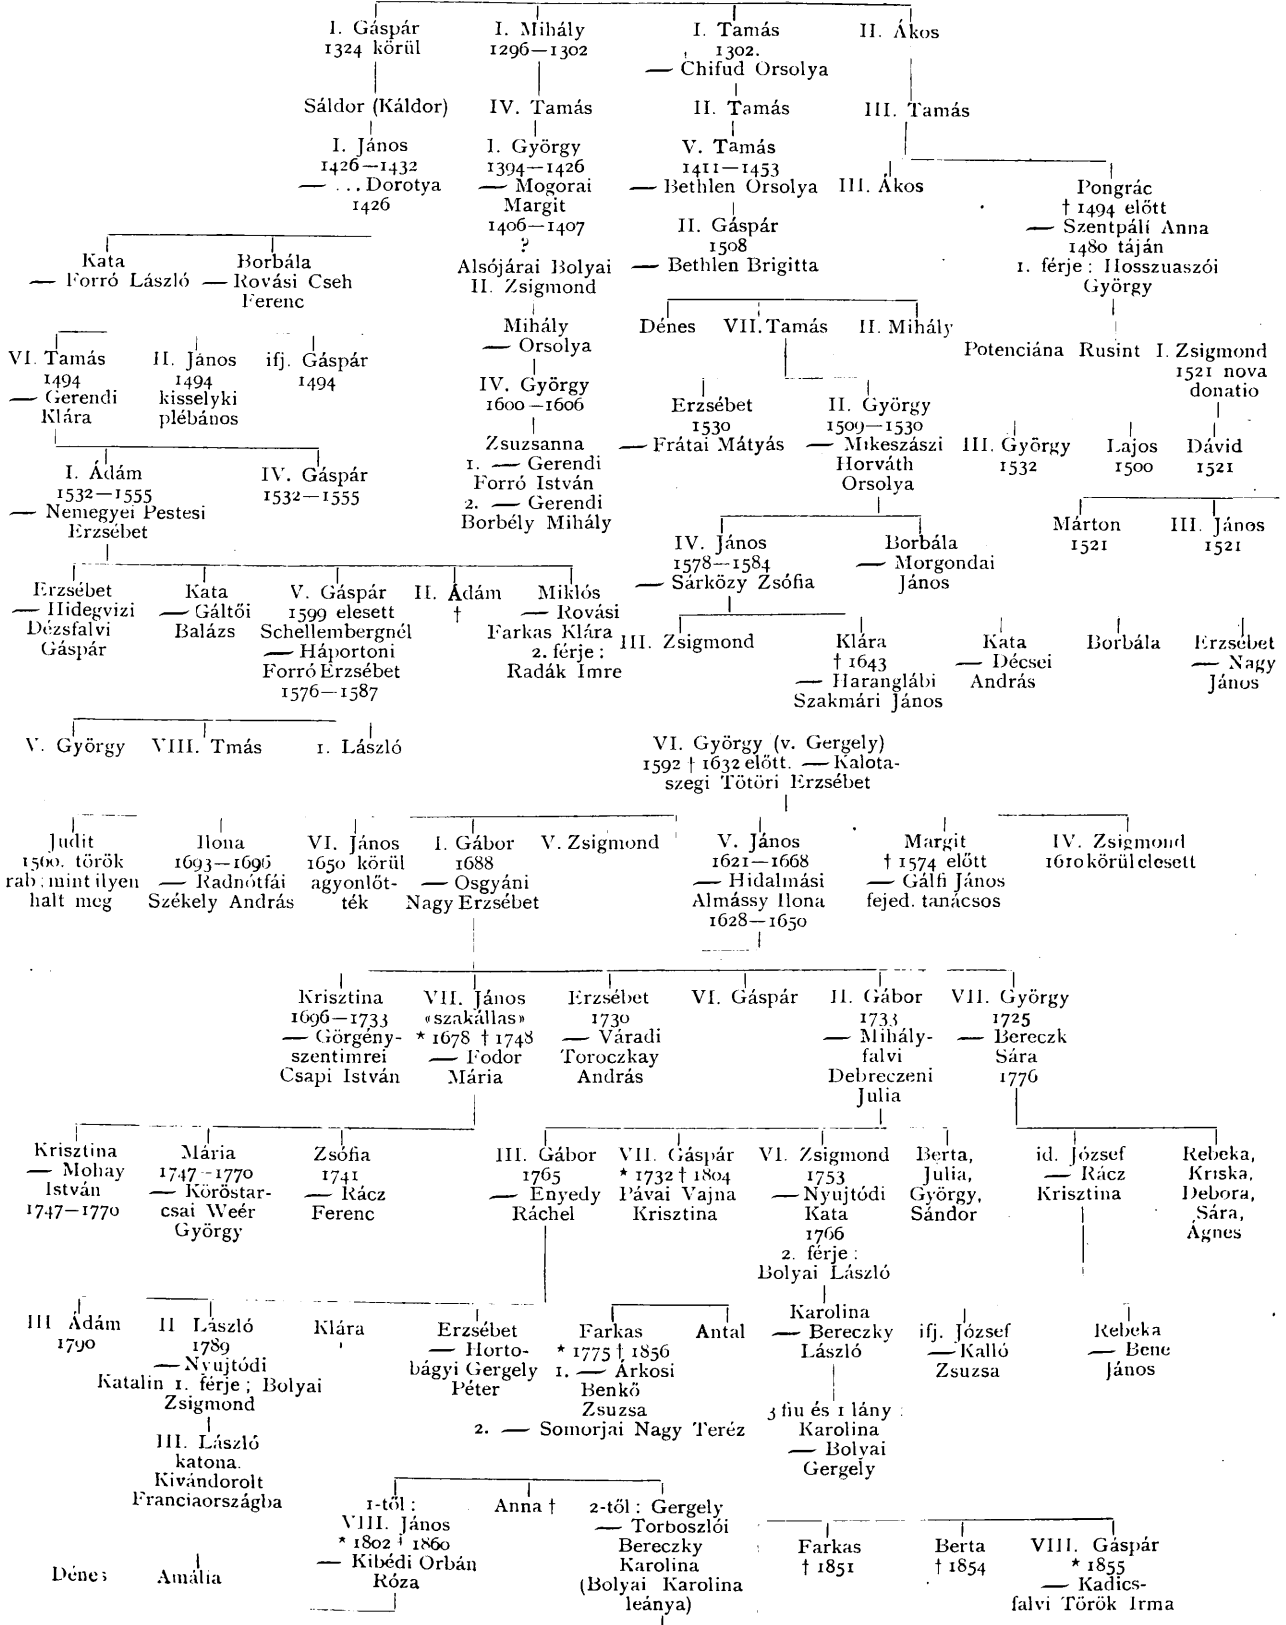 I. Gáspár
1324 körül
I. Mihály
1296—1302
I. Tamás
1302.
— Chifud Orsolya
II. Ákos
Sáldor (Káldor)
IV. Tamás
II. Tamás
III. Tamás
I. János
1426—1432
— ... Dorotya
1426
I. György
1394—1426
— Mogorai
Margit
1406—1407
?
Alsójárai Bolyai
II. Zsigmond
V. Tamás
1411—1453
— Bethlen Orsolya
III. Ákos
Pongrác
† 1494 előtt
— Szentpáli Anna
1480 táján
1. férje: Hosszuaszói
György
II. Gáspár
1508
— Bethlen Brigitta
Kata
— Forró László
Borbála
— Rovási Cseh
Ferenc
Mihály
— Orsolya
Dénes
VII. Tamás
II. Mihály
Potenciána
Rusint
I. Zsigmond
1521 nova
donatio
VI. Tamás
1494
— Gerendi
Klára
II. János
1494
kisselyki
plébános
ifj. Gáspár
1494
IV. György
1600—1606
Erzsébet
1530
— Frátai Mátyás
II. György
1509—1530
— Mikeszászi
Horváth
Orsolya
III. György
1532
Lajos
1500
Dávid
1521
I. Ádám
1532—1555
— Nemegyei Pestesi
Erzsébet
IV. Gáspár
1532—1555
Zsuzsanna
1. — Gerendi
Forró István
2. — Gerendi
Borbély Mihály
Márton
1521
III. János
1521
IV. János
1578—1584
— Sárközy Zsófia
Borbála
— Morgondai
János
Erzsébet
— Hidegvizi
Dézsfalvi
Gáspár
Kata
— Gáltői
Balázs
V. Gáspár
1599 elesett
Schellembergnél
— Háportoni
Forró Erzsébet
1576—1587
II. Ádám
†
Miklós
— Rovási
Farkas Klára
2. férje:
Radák Imre
III. Zsigmond
Klára
† 1643
— Haranglábi
Szakmári János
Kata
— Décsei
András
Borbála
Erzsébet
— Nagy
János
V. György
VIII. Tmás
1. László
VI. György (v. Gergely)
1592 † 1632 előtt. — Kalota-
szegi Tötöri Erzsébet
Judit
1560. török
rab: mint ilyen
halt meg
Ilona
1693—1696
— Radnótfái
Székely András
VI. János
1650 körül
agyonlőt-
ték
I. Gábor
1688
— Osgyáni
Nagy Erzsébet
V. Zsigmond
V. János
1621—1668
— Hidalmási
Almássy Ilona
1628—1650
Margit
† 1574 előtt
— Gálfi János
fejed. tanácsos
IV. Zsigmond
1610 körül elesett
Krisztina
1696—1733
— Görgény-
szentimrei
Csapi István
VII. János
«szakállas»
* 1678 † 1748
— Fodor
Mária
Erzsébet
1730
— Váradi
Toroczkay
András
VI. Gáspár
II. Gábor
1733
— Mihály-
falvi
Debreczeni
Julia
VII. György
1725
— Bereczk
Sára
1776
Krisztina
— Mohay
István
1747—1770
Mária
1747—1770
— Köröstar-
csai Weér
György
Zsófia
1741
— Rácz
Ferenc
III. Gábor
1765
— Enyedy
Ráchel
VII. Gáspár
* 1732 † 1804
Pávai Vajna
Krisztina
VI. Zsigmond
1753
— Nyujtódi
Kata
1766
2. férje:
Bolyai László
Berta,
Julia,
György,
Sándor
id. József
— Rácz
Krisztina
Rebeka,
Kriska,
Debora,
Sára,
Ágnes
III Ádám
1790
II László
1789
— Nyujtódi
Katalin 1. férje; Bolyai
Zsigmond
Klára
Erzsébet
— Horto-
bágyi Gergely
Péter
Farkas
* 1775 † 1856
1. — Árkosi
Benkő
Zsuzsa
2. — Somorjai Nagy Teréz
Antal
Karolina
— Bereczky
László
ifj. József
— Kalló
Zsuzsa
Rebeka
— Bene
János
III. László
katona.
Kivándorolt
Franciaországba
3 fiu és 1 lány:
Karolina
— Bolyai
Gergely
1-től:
VIII. János
* 1802 † 1860
— Kibédi Orbán
Róza
Anna †
2-től: Gergely
— Torboszlói
Bereczky
Karolina
(Bolyai Karolina
leánya)
Farkas
† 1851
Berta
† 1854
VIII. Gáspár
* 1855
— Kadics-
falvi Török Irma
Dénes
Amália